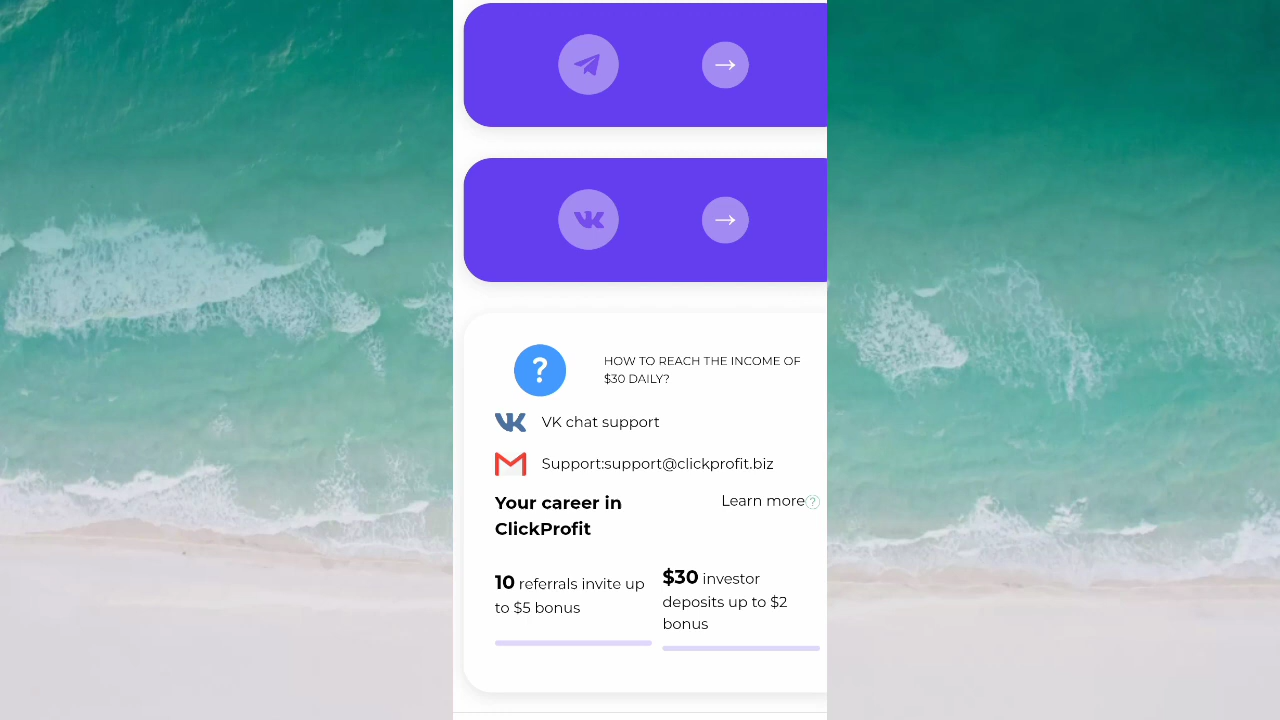 HOW TO REACH THE INCOME OF
$30 DAILY?
VK chat support
Support:support@clickprofit.biz
Your career in
ClickProfit
Learn more?
10 referrals invite up
to $5 bonus
$30 investor
deposits up to $2
bonus